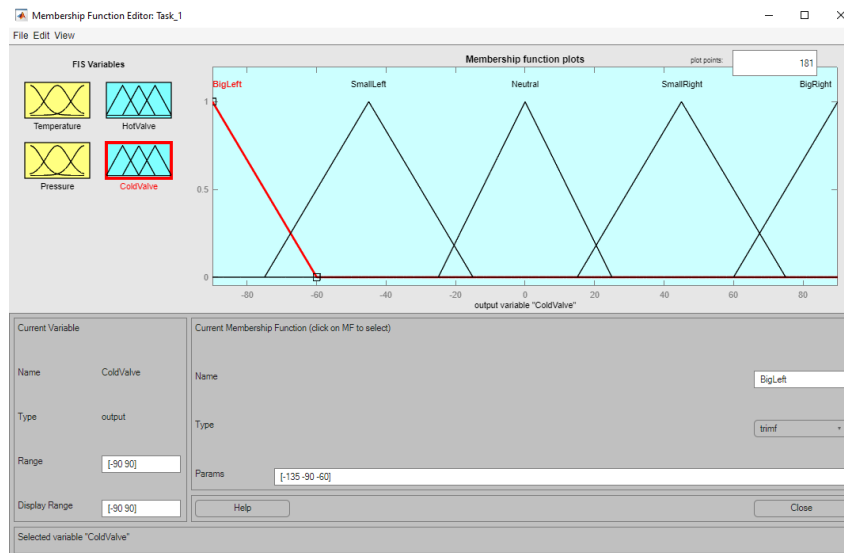 Membership Function Editor: Task_1
File Edit View
FIS Variables
Temperature
HotValve
Pressure
ColdValve
Membership function plots
plot points:
181
BigLeft
SmallLeft
Neutral
SmallRight
BigRight
1
0.5
0
-80
-60
-40
-20
0
20
40
60
80
output variable "ColdValve"
Current Variable
Name
ColdValve
Type
output
Range
[-90 90]
Display Range
[-90 90]
Current Membership Function (click on MF to select)
Name
BigLeft
Type
trimf
Params
[-135 -90 -60]
Help
Close
Selected variable "ColdValve"